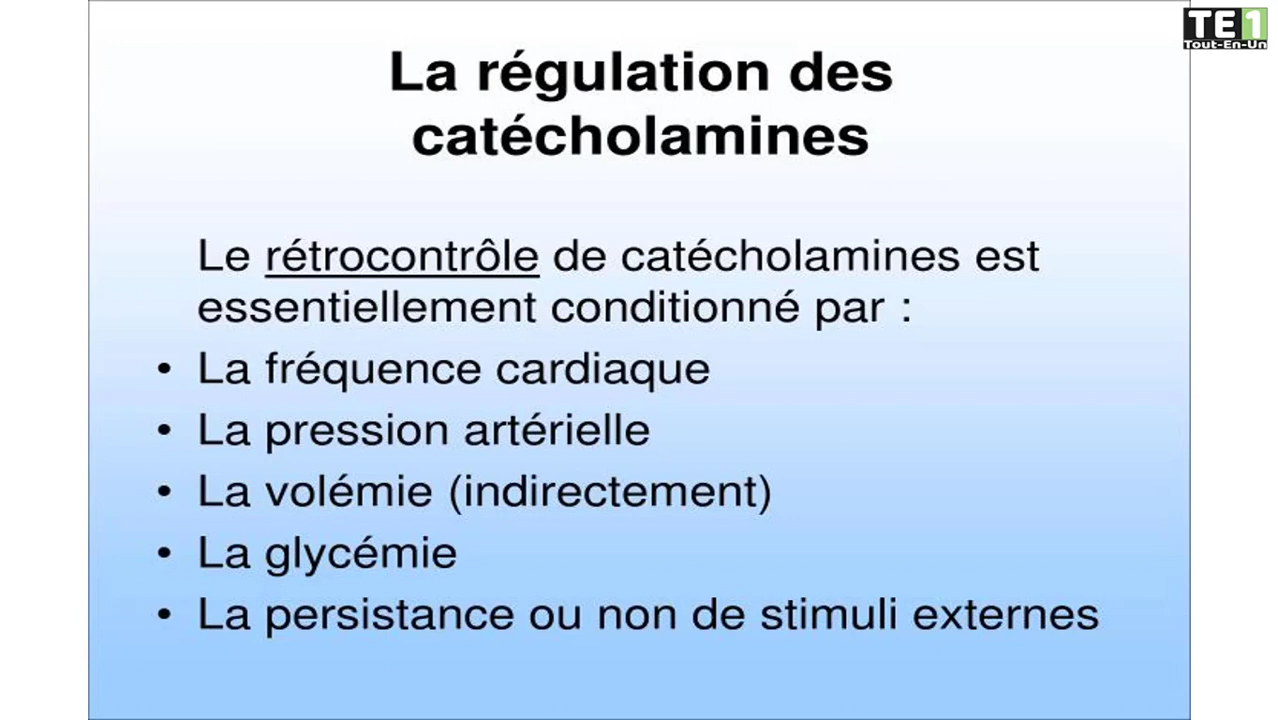 TE1
Tout-En-Un
La régulation des
catécholamines
Le rétrocontrôle de catécholamines est
essentiellement conditionné par :
• La fréquence cardiaque
• La pression artérielle
• La volémie (indirectement)
• La glycémie
• La persistance ou non de stimuli externes